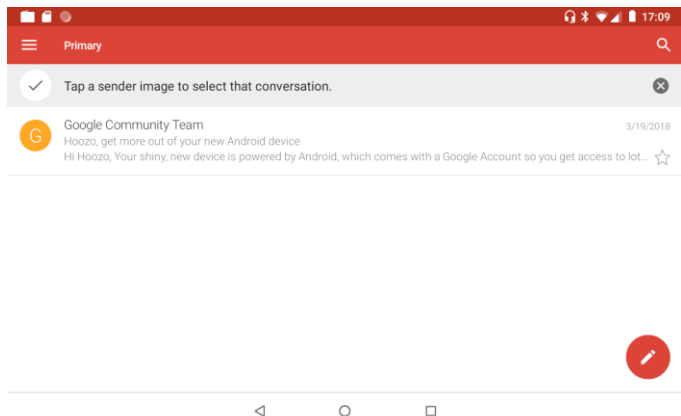 17:09
Primary
Tap a sender image to select that conversation.
G
Google Community Team
3/19/2018
Hoozo, get more out of your new Android device
Hi Hoozo, Your shiny, new device is powered by Android, which comes with a Google Account so you get access to lot...